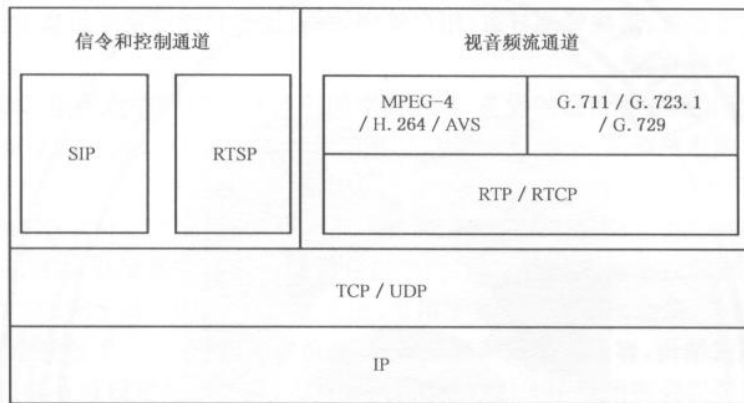 信令和控制通道
视音频流通道
SIP
RTSP
MPEG-4
/ H. 264 / AVS
G. 711 / G. 723. 1
/ G. 729
RTP / RTCP
TCP / UDP
IP